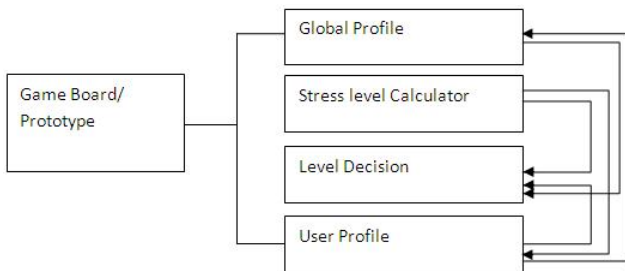 Global Profile
Game Board/
Prototype
Stress level Calculator
Level Decision
User Profile